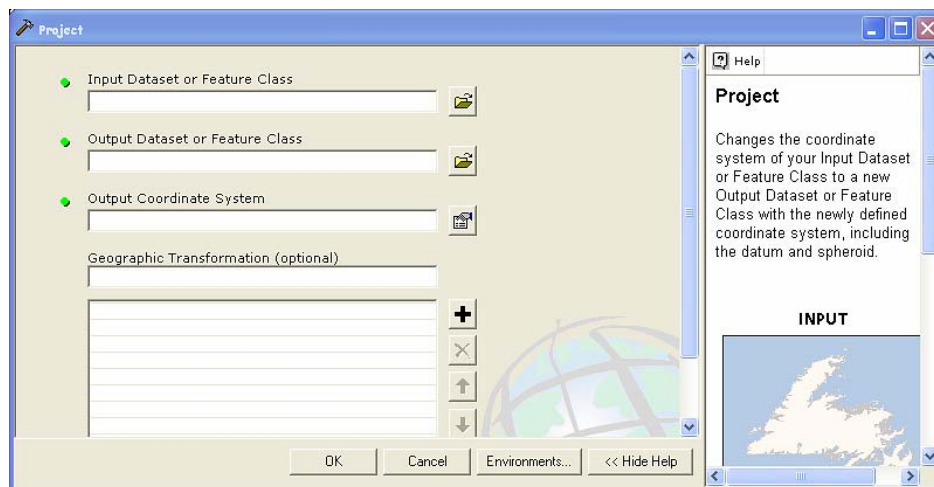 Project
Input Dataset or Feature Class
Output Dataset or Feature Class
Output Coordinate System
Geographic Transformation (optional)
OK
Cancel
Environments...
<< Hide Help
Help
Project
Changes the coordinate
system of your Input Dataset
or Feature Class to a new
Output Dataset or Feature
Class with the newly defined
coordinate system, including
the datum and spheroid.
INPUT